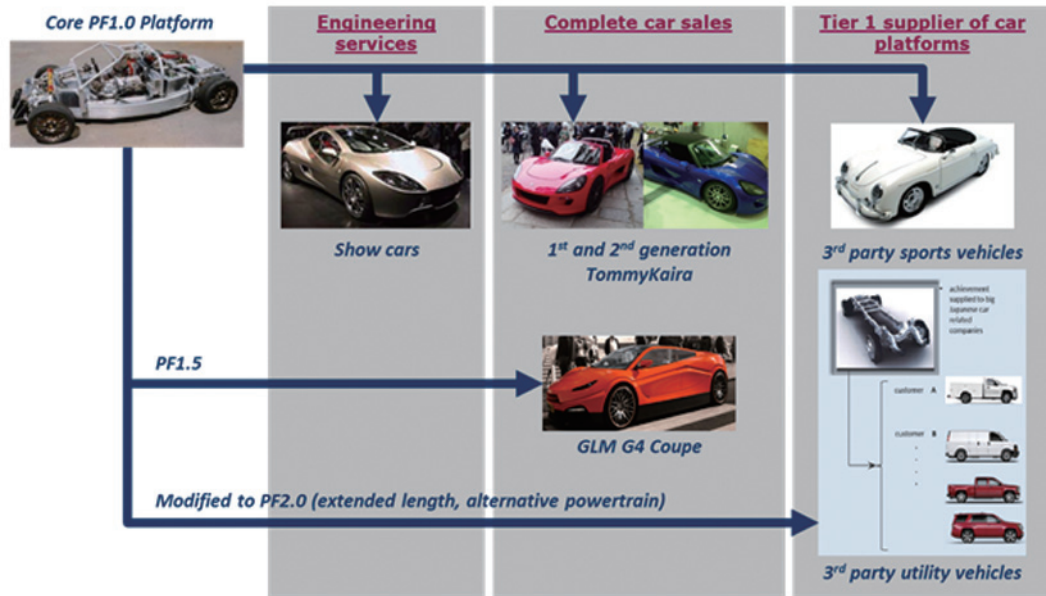 Core PF1.0 Platform
Engineering
services
Complete car sales
Tier 1 supplier of car
platforms
Show cars
1st and 2nd generation
TommyKaira
3rd party sports vehicles
achievement
supplied to big
Japanese car
related
companies
PF1.5
customer A
GLM G4 Coupe
customer B
Modified to PF2.0 (extended length, alternative powertrain)
3rd party utility vehicles